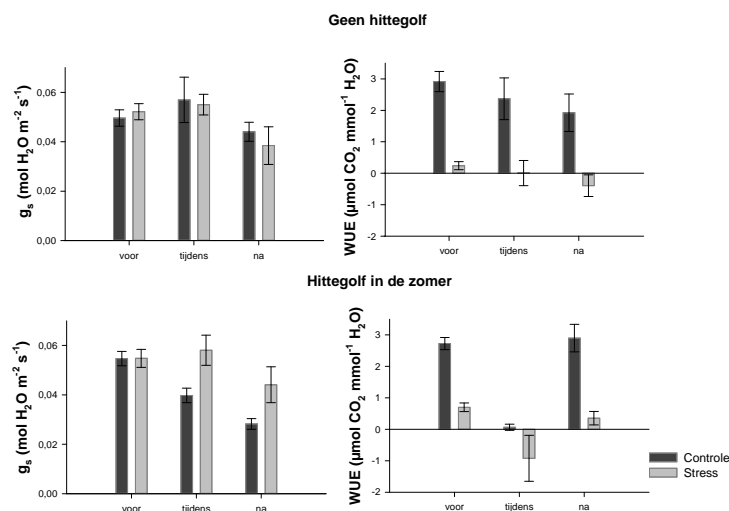 Geen hittegolf
gs (mol H2O m-2 s-1)
0,06
0,04
0,02
0,00
voor tijdens na
WUE (µmol CO2 mmol-1 H2O)
3
2
1
0
-1
-2
voor tijdens na
Hittegolf in de zomer
gs (mol H2O m-2 s-1)
0,06
0,04
0,02
0,00
voor tijdens na
WUE (µmol CO2 mmol-1 H2O)
3
2
1
0
-1
-2
voor tijdens na
Controle
Stress